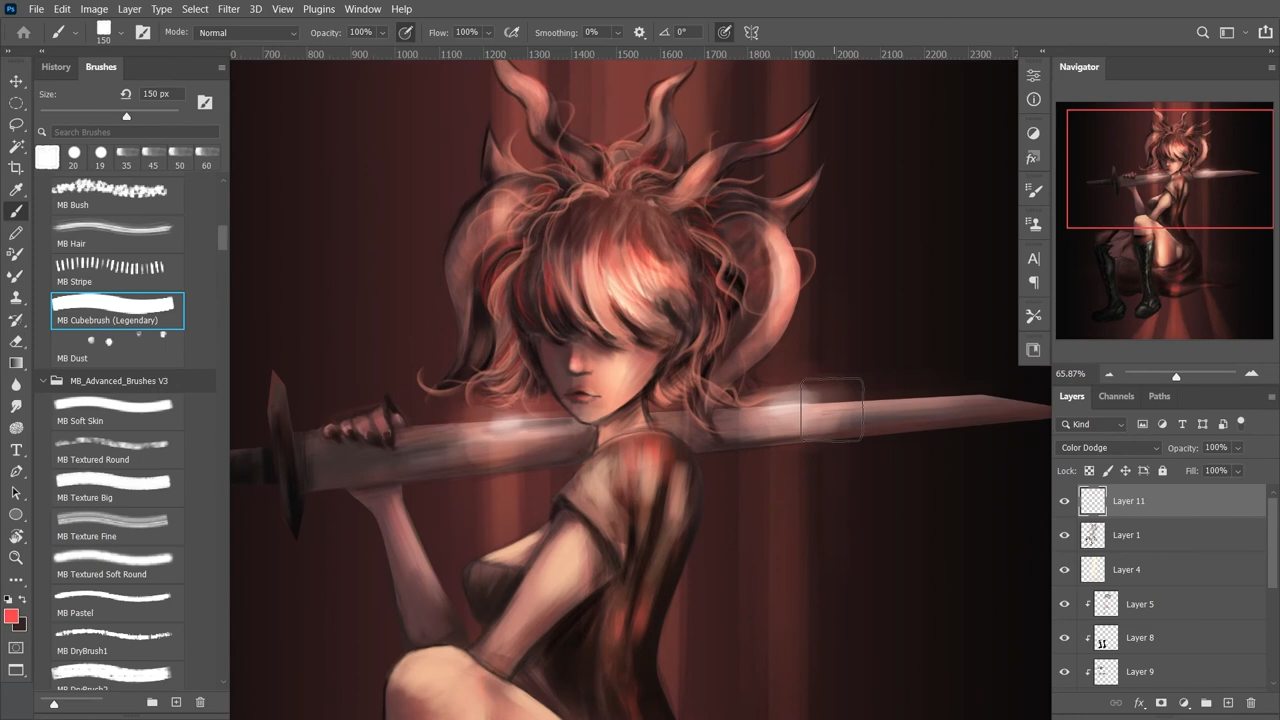 Ps File Edit Image Layer Type Select Filter 3D View Plugins Window Help
150 Mode: Normal Opacity: 100% Flow: 100% Smoothing: 0% 0°
0 700 800 900 1000 1100 1200 1300 1400 1500 1600 1700 1800 1900 2000 2100 2200 2300
History Brushes
Size: 150 px
Search Brushes
20 19 35 45 50 60
MB Bush
MB Hair
MB Stripe
MB Cubebrush (Legendary)
MB Dust
MB_Advanced_Brushes V3
MB Soft Skin
MB Textured Round
MB Texture Big
MB Texture Fine
MB Textured Soft Round
MB Pastel
MB DryBrush1
MB DryBrush2
Navigator
65.87%
Layers Channels Paths
Kind
Color Dodge Opacity: 100%
Lock: Fill: 100%
Layer 11
Layer 1
Layer 4
Layer 5
Layer 8
Layer 9
fx